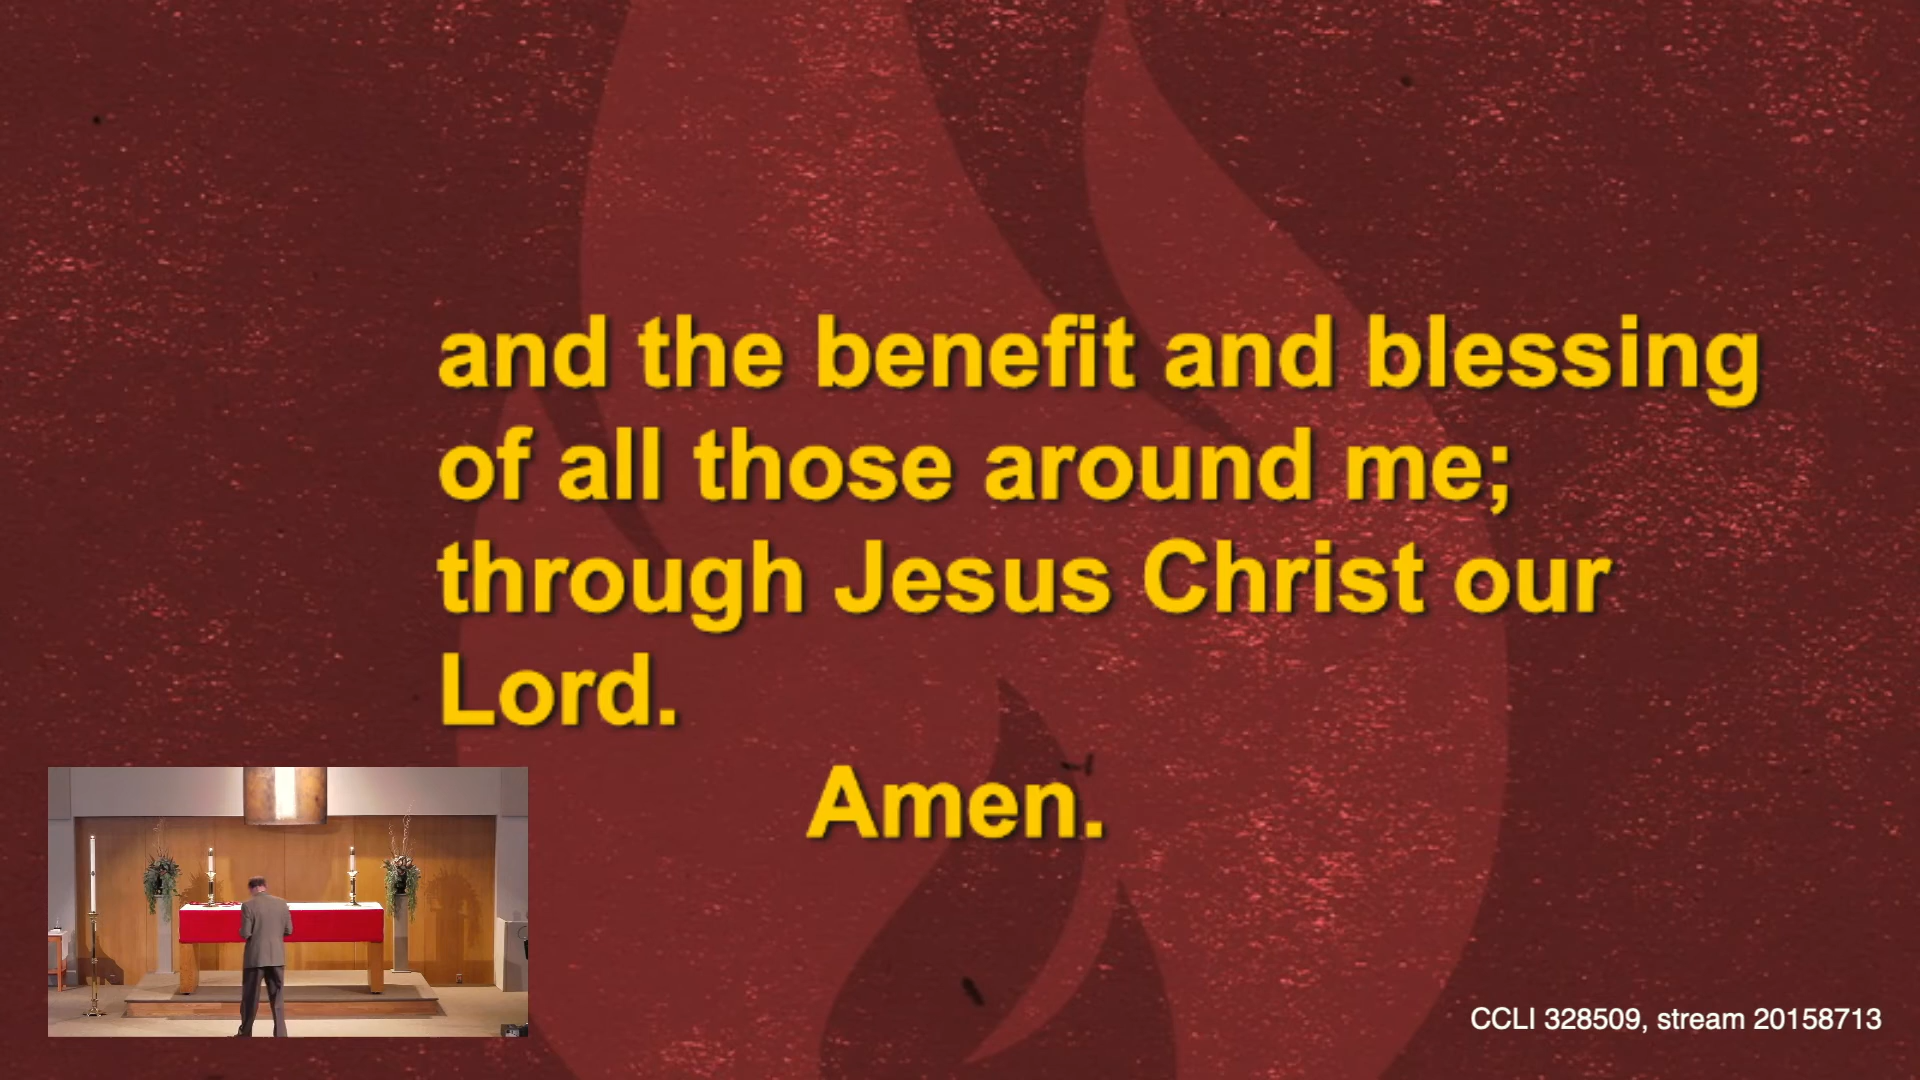 and the benefit and blessing
of all those around me;
through Jesus Christ our
Lord.
Amen.
CCLI 328509, stream 20158713